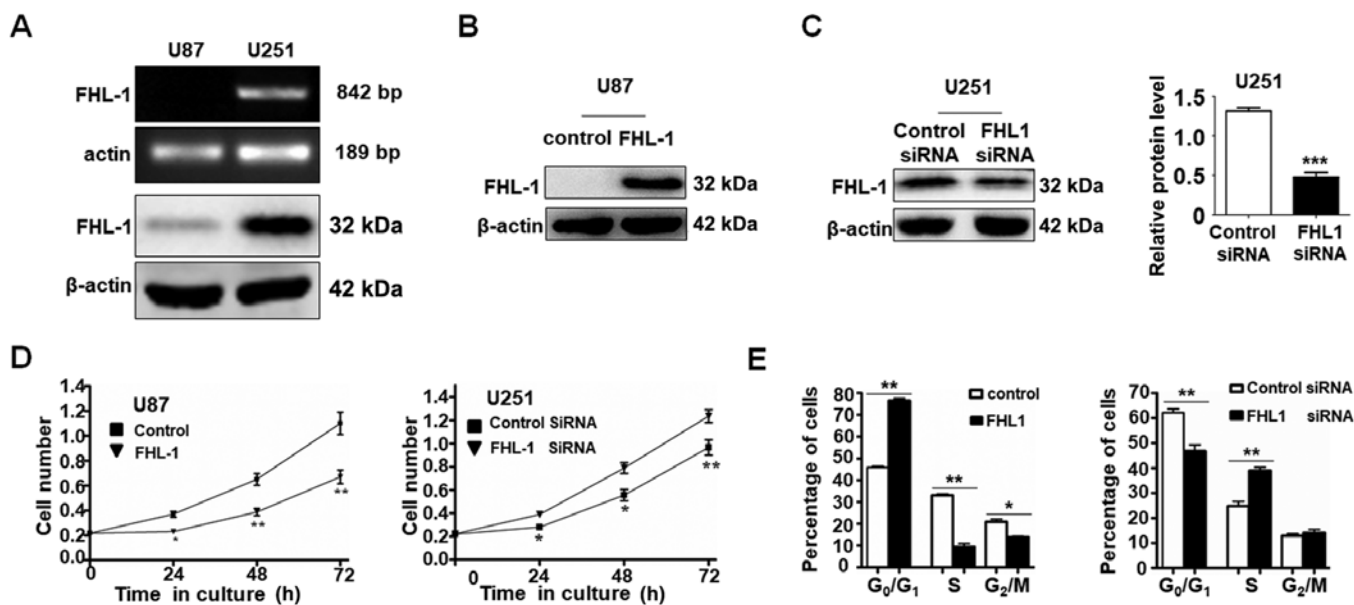 A
U87 U251
FHL-1 842 bp
actin 189 bp
FHL-1 32 kDa
β-actin 42 kDa
B
U87
control FHL-1
FHL-1 32 kDa
β-actin 42 kDa
C
U251
Control FHL1
siRNA siRNA
FHL-1 32 kDa
β-actin 42 kDa
U251
Relative protein level
1.5
1.0
***
0.5
0
Control FHL1
siRNA siRNA
D
U87
Control
FHL-1
Cell number
1.4
1.2
1.0
0.8
0.6
0.4
0.2
0.0
* ** **
0 24 48 72
Time in culture (h)
U251
Control SiRNA
FHL-1 SiRNA
Cell number
1.4
1.2
1.0
0.8
0.6
0.4
0.2
0.0
* * **
0 24 48 72
Time in culture (h)
E
control
FHL1
Percentage of cells
80
70
60
50
40
30
20
10
** ** *
G₀/G₁ S G₂/M
Control siRNA
FHL1 siRNA
Percentage of cells
70
60
50
40
30
20
10
0
** **
G₀/G₁ S G₂/M